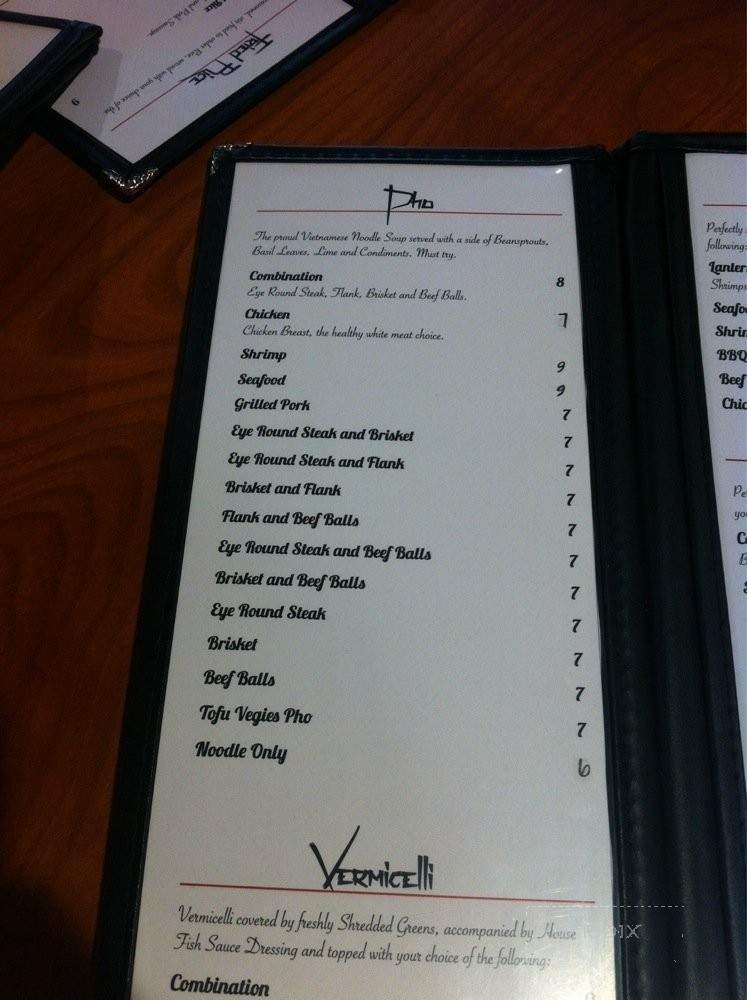 Fried Rice
9
Pho
The proud Vietnamese Noodle Soup served with a side of Beansprouts,
Basil Leaves, Lime and Condiments. Must try.
Combination 8
Eye Round Steak, Flank, Brisket and Beef Balls.
Chicken 7
Chicken Breast, the healthy white meat choice.
Shrimp 9
Seafood 9
Grilled Pork 7
Eye Round Steak and Brisket 7
Eye Round Steak and Flank 7
Brisket and Flank 7
Flank and Beef Balls 7
Eye Round Steak and Beef Balls 7
Brisket and Beef Balls 7
Eye Round Steak 7
Brisket 7
Beef Balls 7
Tofu Vegies Pho 7
Noodle Only 6
Vermicelli
Vermicelli covered by freshly Shredded Greens, accompanied by House
Fish Sauce Dressing and topped with your choice of the following:
Combination
Perfectly
following:
Lanter
Shrimps
Seafo
Shrim
BBQ
Beef
Chic
Pe
you